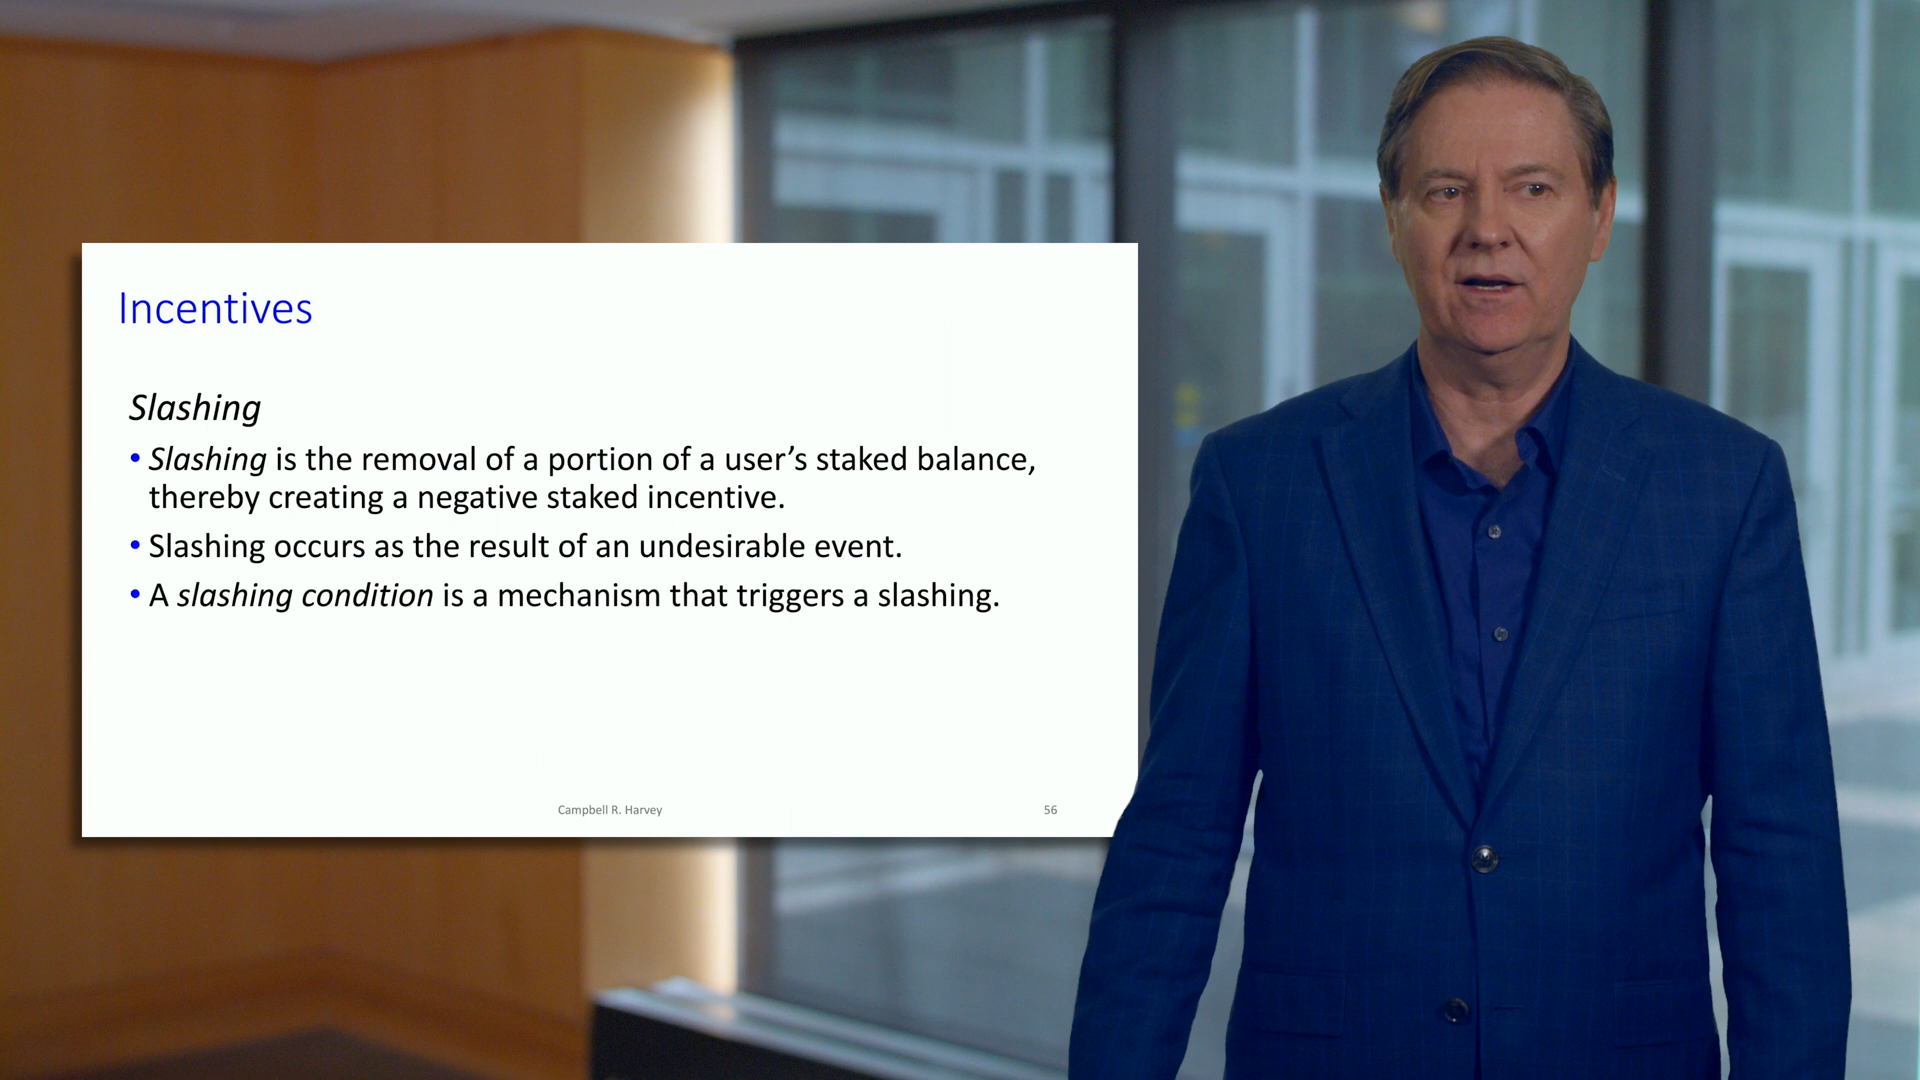 Incentives
Slashing
• Slashing is the removal of a portion of a user’s staked balance,
thereby creating a negative staked incentive.
• Slashing occurs as the result of an undesirable event.
• A slashing condition is a mechanism that triggers a slashing.
Campbell R. Harvey
56